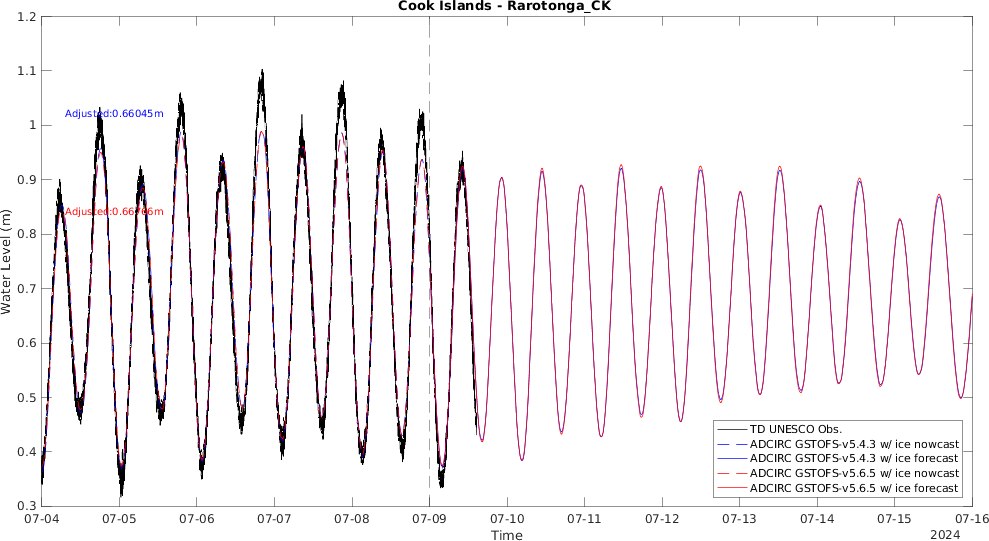 Cook Islands - Rarotonga_CK
1.2
1.1
1
0.9
0.8
0.7
0.6
0.5
0.4
0.3
Water Level (m)
Adjusted:0.66045m
Adjusted:0.66766m
TD UNESCO Obs.
ADCIRC GSTOFS-v5.4.3 w/ ice nowcast
ADCIRC GSTOFS-v5.4.3 w/ ice forecast
ADCIRC GSTOFS-v5.6.5 w/ ice nowcast
ADCIRC GSTOFS-v5.6.5 w/ ice forecast
07-04 07-05 07-06 07-07 07-08 07-09 07-10 07-11 07-12 07-13 07-14 07-15 07-16
Time
2024